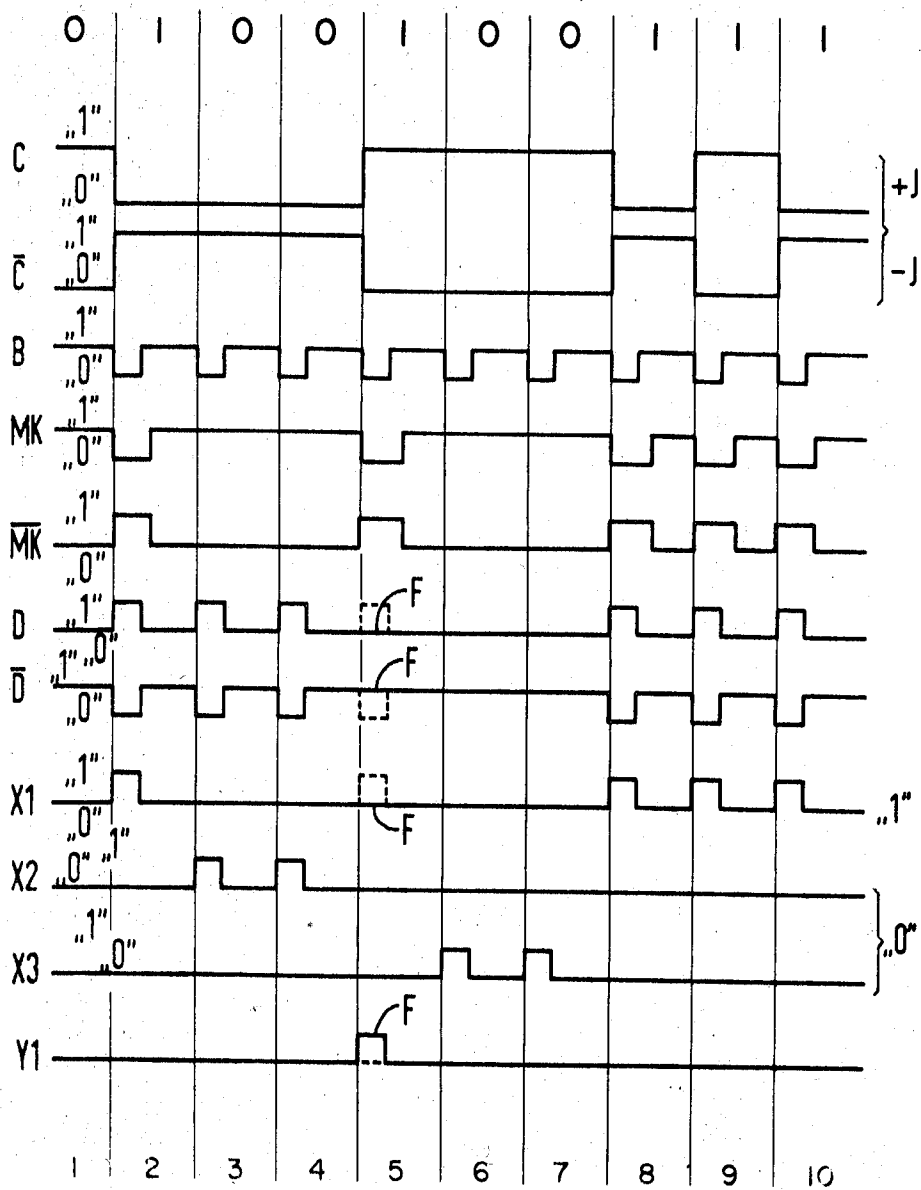 0 1 0 0 1 0 0 1 1 1
„1"
C
„0"
+J
„1"
C̅
„0"
-J
„1"
B
„0"
„1"
MK
„0"
„1"
M̅K̅
„0"
„1"
D
F
„0"
„1"
D̅
F
„0"
„1"
X1
„0"
F
„1"
„1"
X2
„0"
„1"
„0"
„0"
X3
F
Y1
1 2 3 4 5 6 7 8 9 10